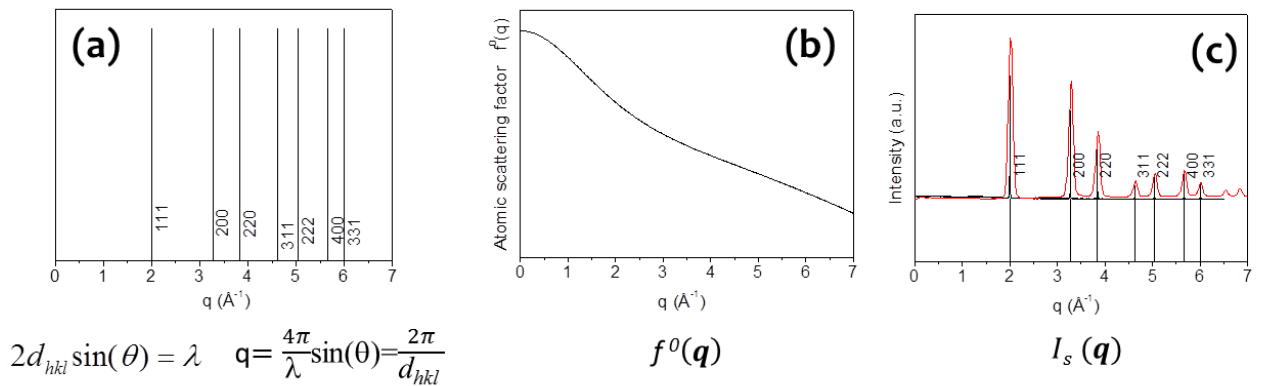 (a)
111
200
220
311
222
400
331
0 1 2 3 4 5 6 7
q (Å⁻¹)
2d_hkl sin(θ) = λ q= 4π/λ sin(θ)= 2π/d_hkl
(b)
Atomic scattering factor f⁰(q)
0 1 2 3 4 5 6 7
q (Å⁻¹)
f⁰(q)
(c)
Intensity (a.u.)
111
200
220
311
222
400
331
0 1 2 3 4 5 6 7
q (Å⁻¹)
I_s (q)